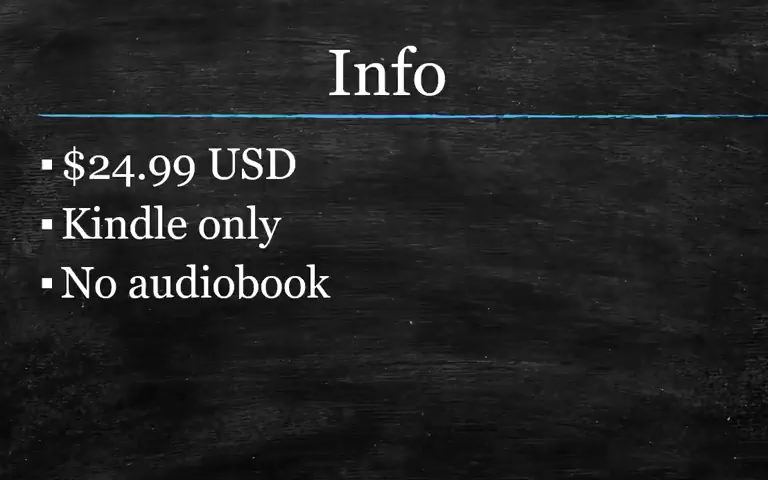 Info
▪ $24.99 USD
▪ Kindle only
▪ No audiobook